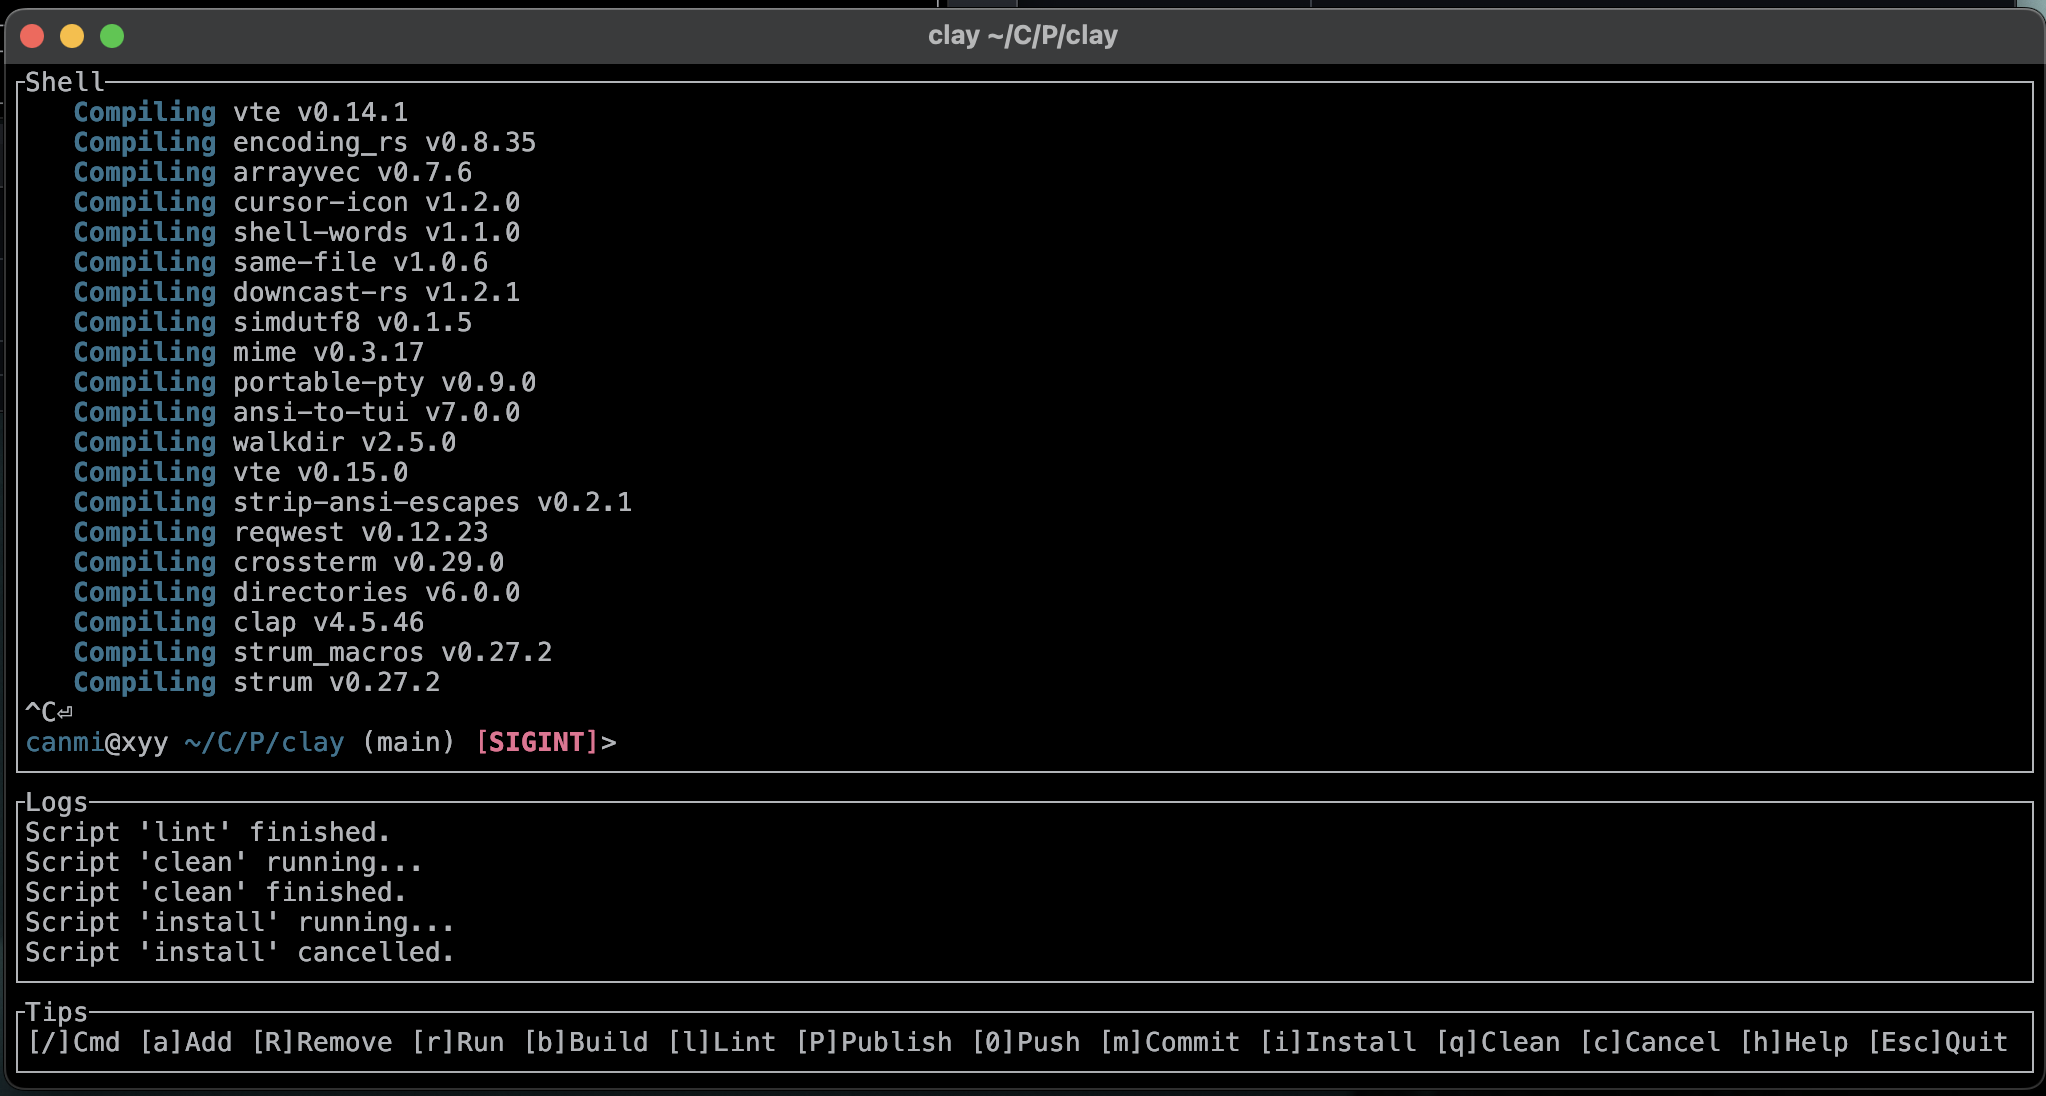 clay ~/C/P/clay
Shell
Compiling vte v0.14.1
Compiling encoding_rs v0.8.35
Compiling arrayvec v0.7.6
Compiling cursor-icon v1.2.0
Compiling shell-words v1.1.0
Compiling same-file v1.0.6
Compiling downcast-rs v1.2.1
Compiling simdutf8 v0.1.5
Compiling mime v0.3.17
Compiling portable-pty v0.9.0
Compiling ansi-to-tui v7.0.0
Compiling walkdir v2.5.0
Compiling vte v0.15.0
Compiling strip-ansi-escapes v0.2.1
Compiling reqwest v0.12.23
Compiling crossterm v0.29.0
Compiling directories v6.0.0
Compiling clap v4.5.46
Compiling strum_macros v0.27.2
Compiling strum v0.27.2
^C⏎
canmi@xyy ~/C/P/clay (main) [SIGINT]>
Logs
Script 'lint' finished.
Script 'clean' running...
Script 'clean' finished.
Script 'install' running...
Script 'install' cancelled.
Tips
[/]Cmd [a]Add [R]Remove [r]Run [b]Build [l]Lint [P]Publish [0]Push [m]Commit [i]Install [q]Clean [c]Cancel [h]Help [Esc]Quit